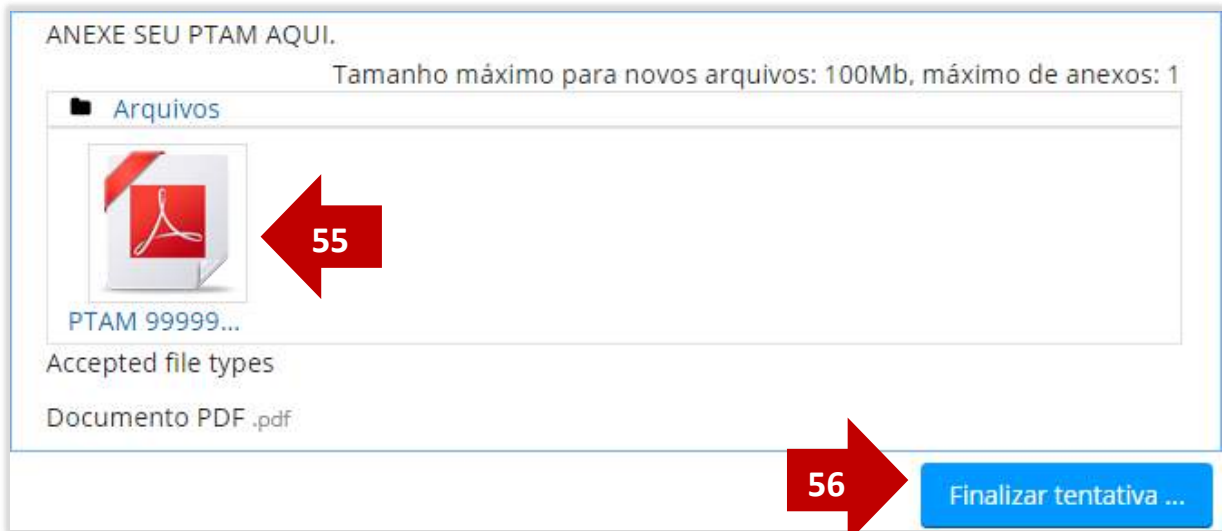 ANEXE SEU PTAM AQUI.
Tamanho máximo para novos arquivos: 100Mb, máximo de anexos: 1
Arquivos
55
PTAM 99999...
Accepted file types
Documento PDF .pdf
56
Finalizar tentativa ...